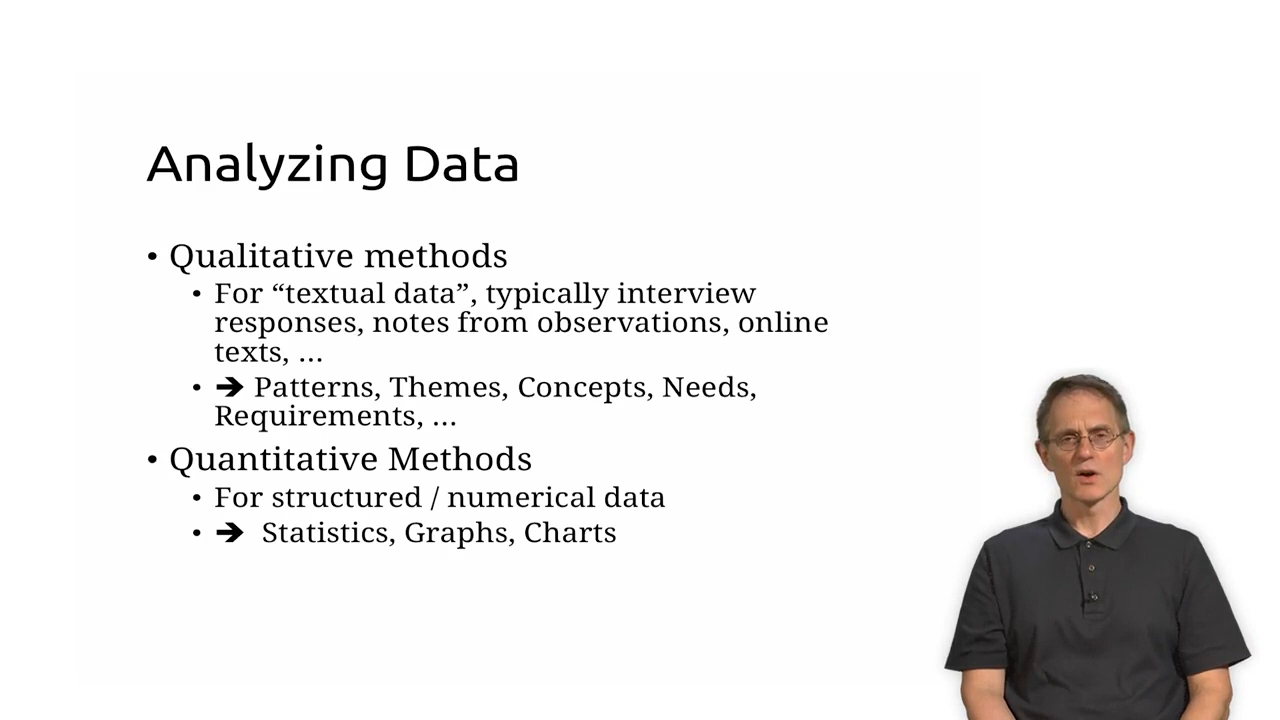 Analyzing Data
• Qualitative methods
• For “textual data”, typically interview
responses, notes from observations, online
texts, …
• ➔ Patterns, Themes, Concepts, Needs,
Requirements, …
• Quantitative Methods
• For structured / numerical data
• ➔ Statistics, Graphs, Charts